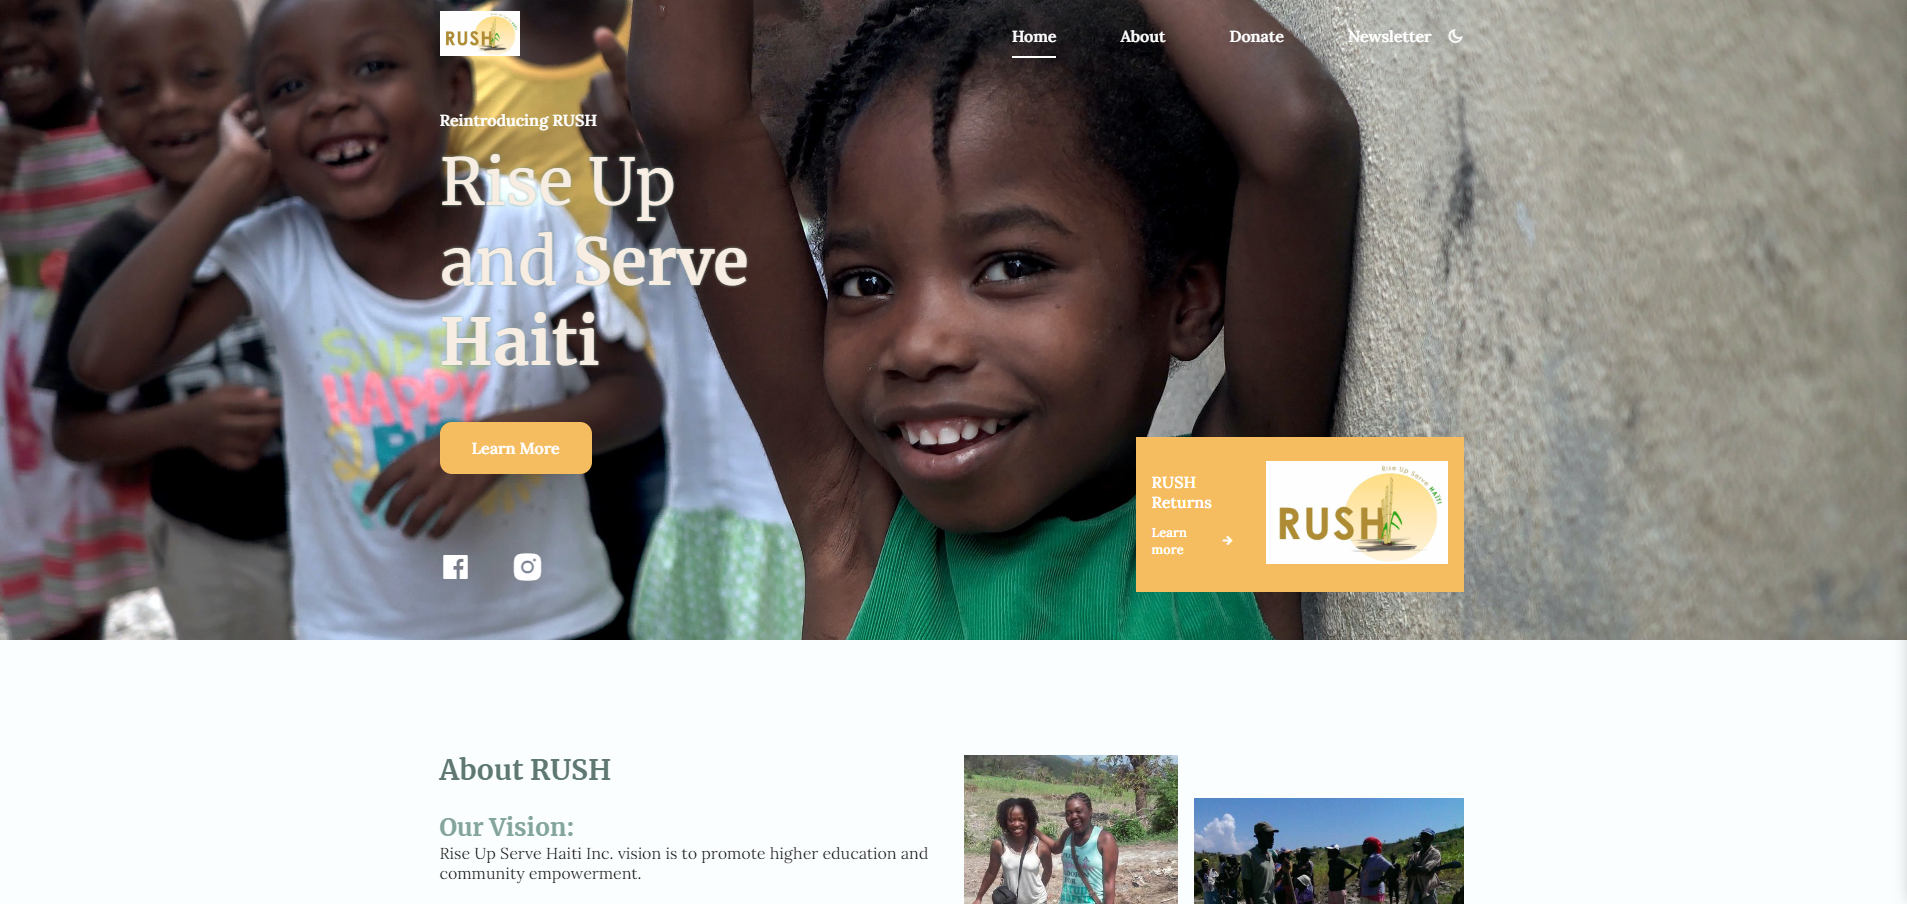 RUSH
Home
About
Donate
Newsletter
Reintroducing RUSH
Rise Up
and Serve
Haiti
HAPPY
Learn More
RUSH
Returns
Learn
more
Rise Up Serve HAITI
RUSH
About RUSH
Our Vision:
Rise Up Serve Haiti Inc. vision is to promote higher education and
community empowerment.